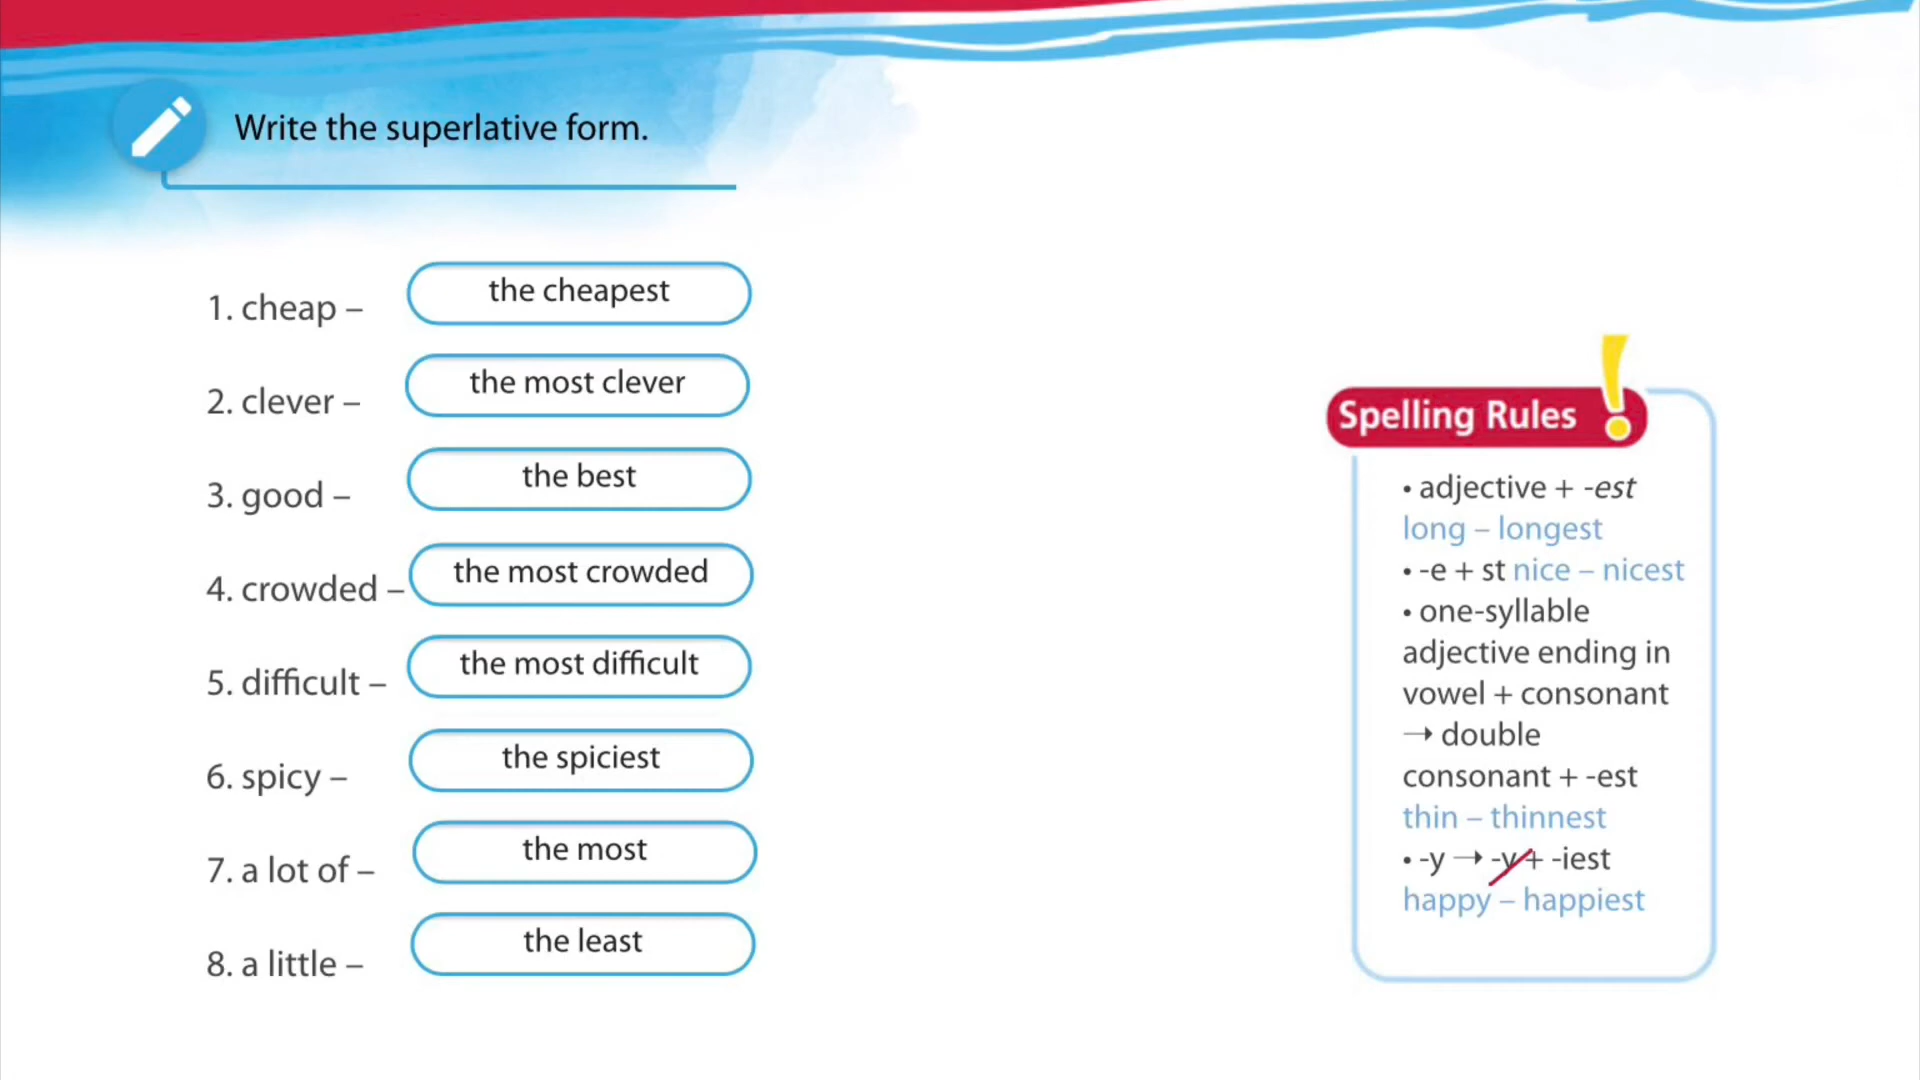 Write the superlative form.
1. cheap – the cheapest
2. clever – the most clever
3. good – the best
4. crowded – the most crowded
5. difficult – the most difficult
6. spicy – the spiciest
7. a lot of – the most
8. a little – the least
Spelling Rules
• adjective + -est
long – longest
• -e + st nice – nicest
• one-syllable
adjective ending in
vowel + consonant
→ double
consonant + -est
thin – thinnest
• -y → -y + -iest
happy – happiest